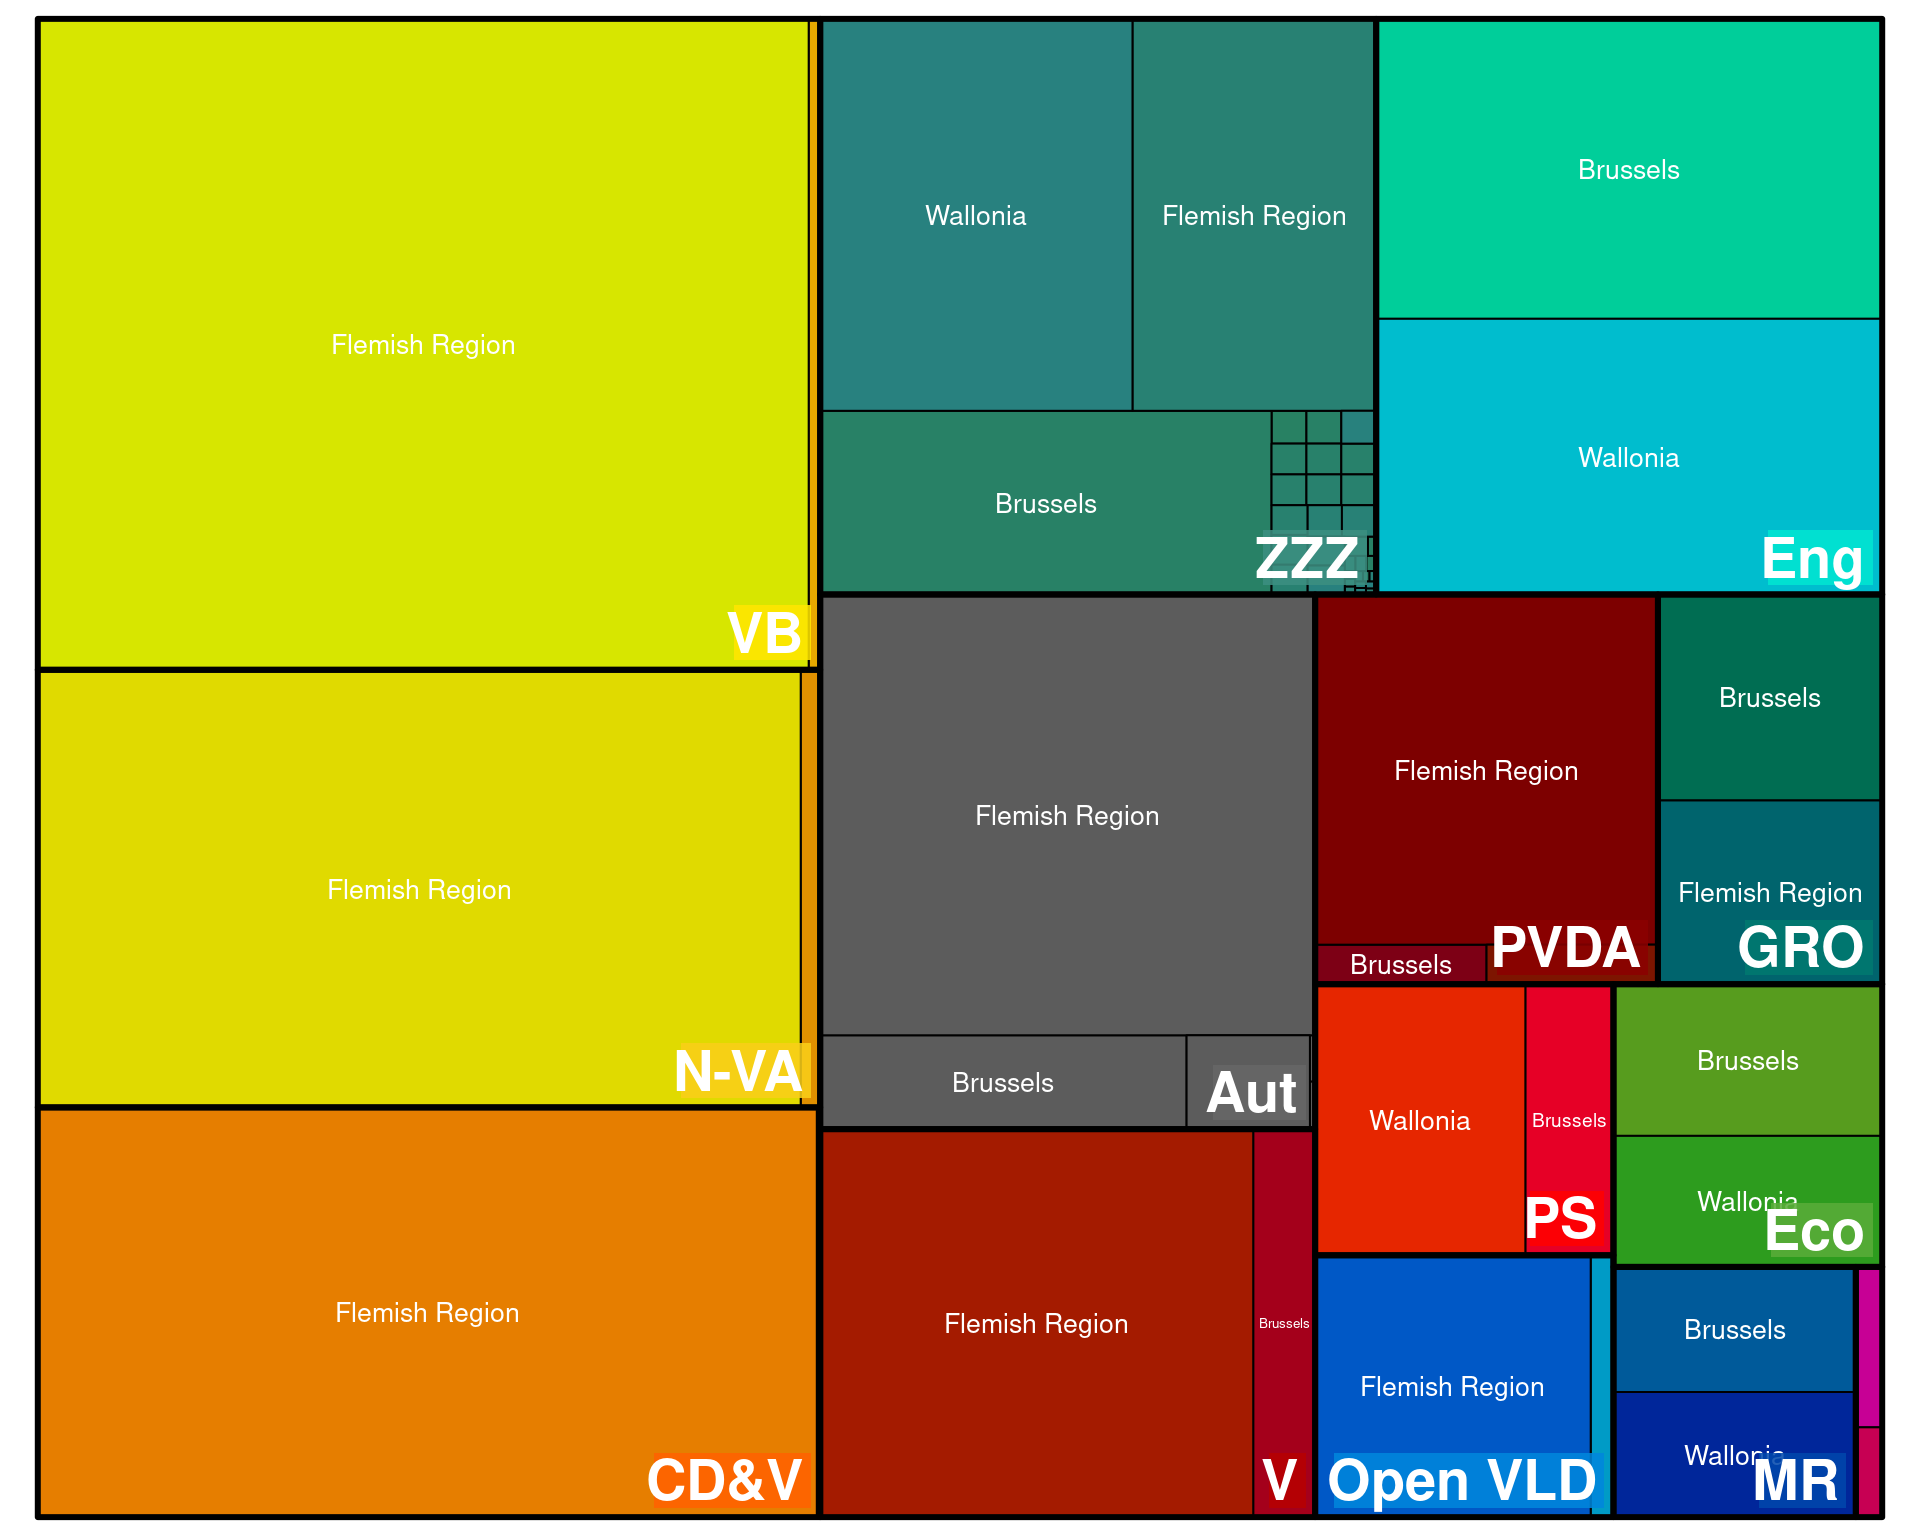 Flemish Region
VB
Flemish Region
N-VA
Flemish Region
CD&V
Wallonia
Flemish Region
Brussels
ZZZ
Brussels
Wallonia
Eng
Flemish Region
Brussels
Aut
Flemish Region
Brussels
V
Flemish Region
Brussels
PVDA
Brussels
Flemish Region
GRO
Wallonia
Brussels
PS
Brussels
Wallonia
Eco
Flemish Region
Open VLD
Brussels
Wallonia
MR